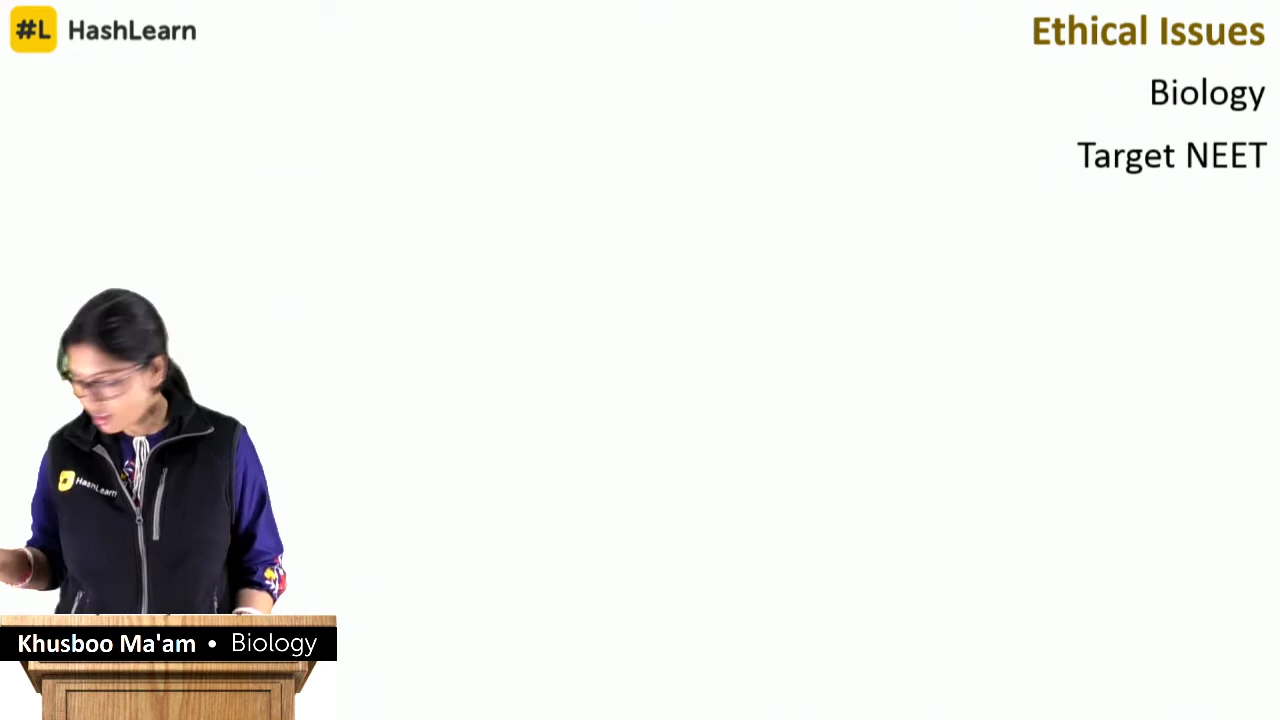 #L HashLearn
Ethical Issues
Biology
Target NEET
HashLearn
Khusboo Ma'am • Biology